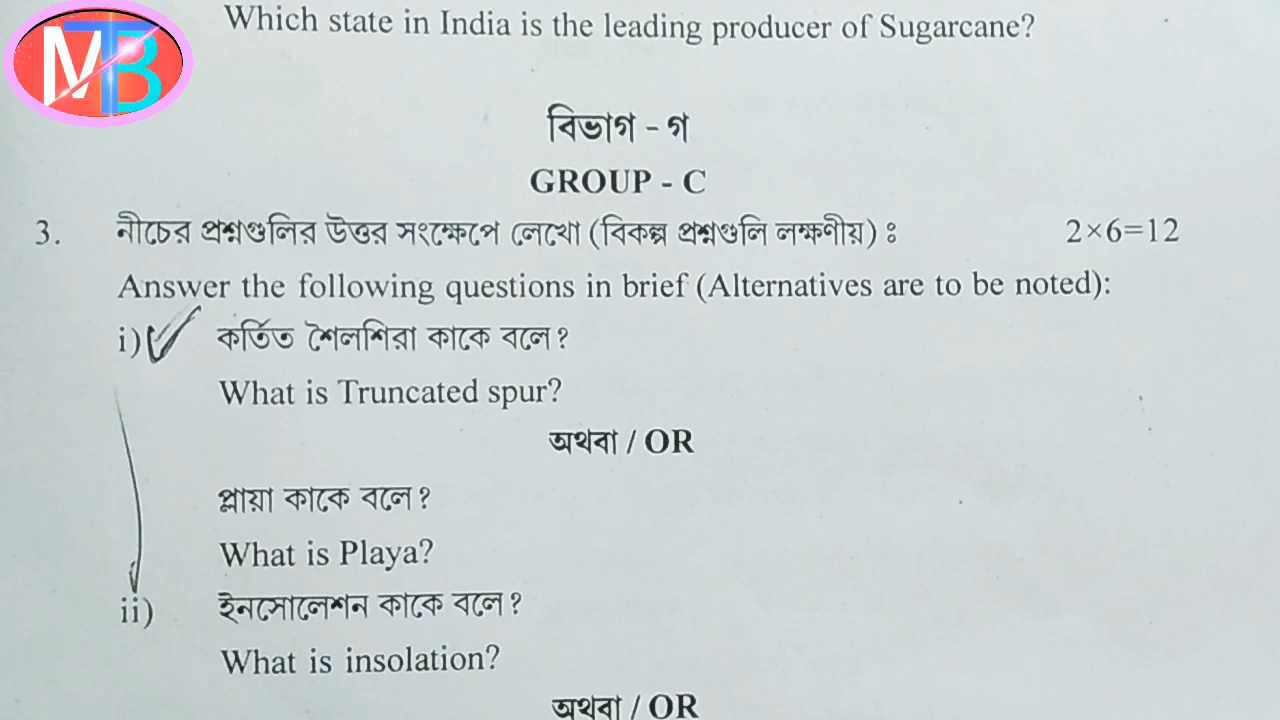 MTB
Which state in India is the leading producer of Sugarcane?
বিভাগ - গ
GROUP - C
3. নীচের প্রশ্নগুলির উত্তর সংক্ষেপে লেখো (বিকল্প প্রশ্নগুলি লক্ষণীয়) ঃ 2×6=12
Answer the following questions in brief (Alternatives are to be noted):
i) কর্তিত শৈলশিরা কাকে বলে ?
What is Truncated spur?
অথবা / OR
প্লায়া কাকে বলে ?
What is Playa?
ii) ইনসোলেশন কাকে বলে ?
What is insolation?
অথবা / OR